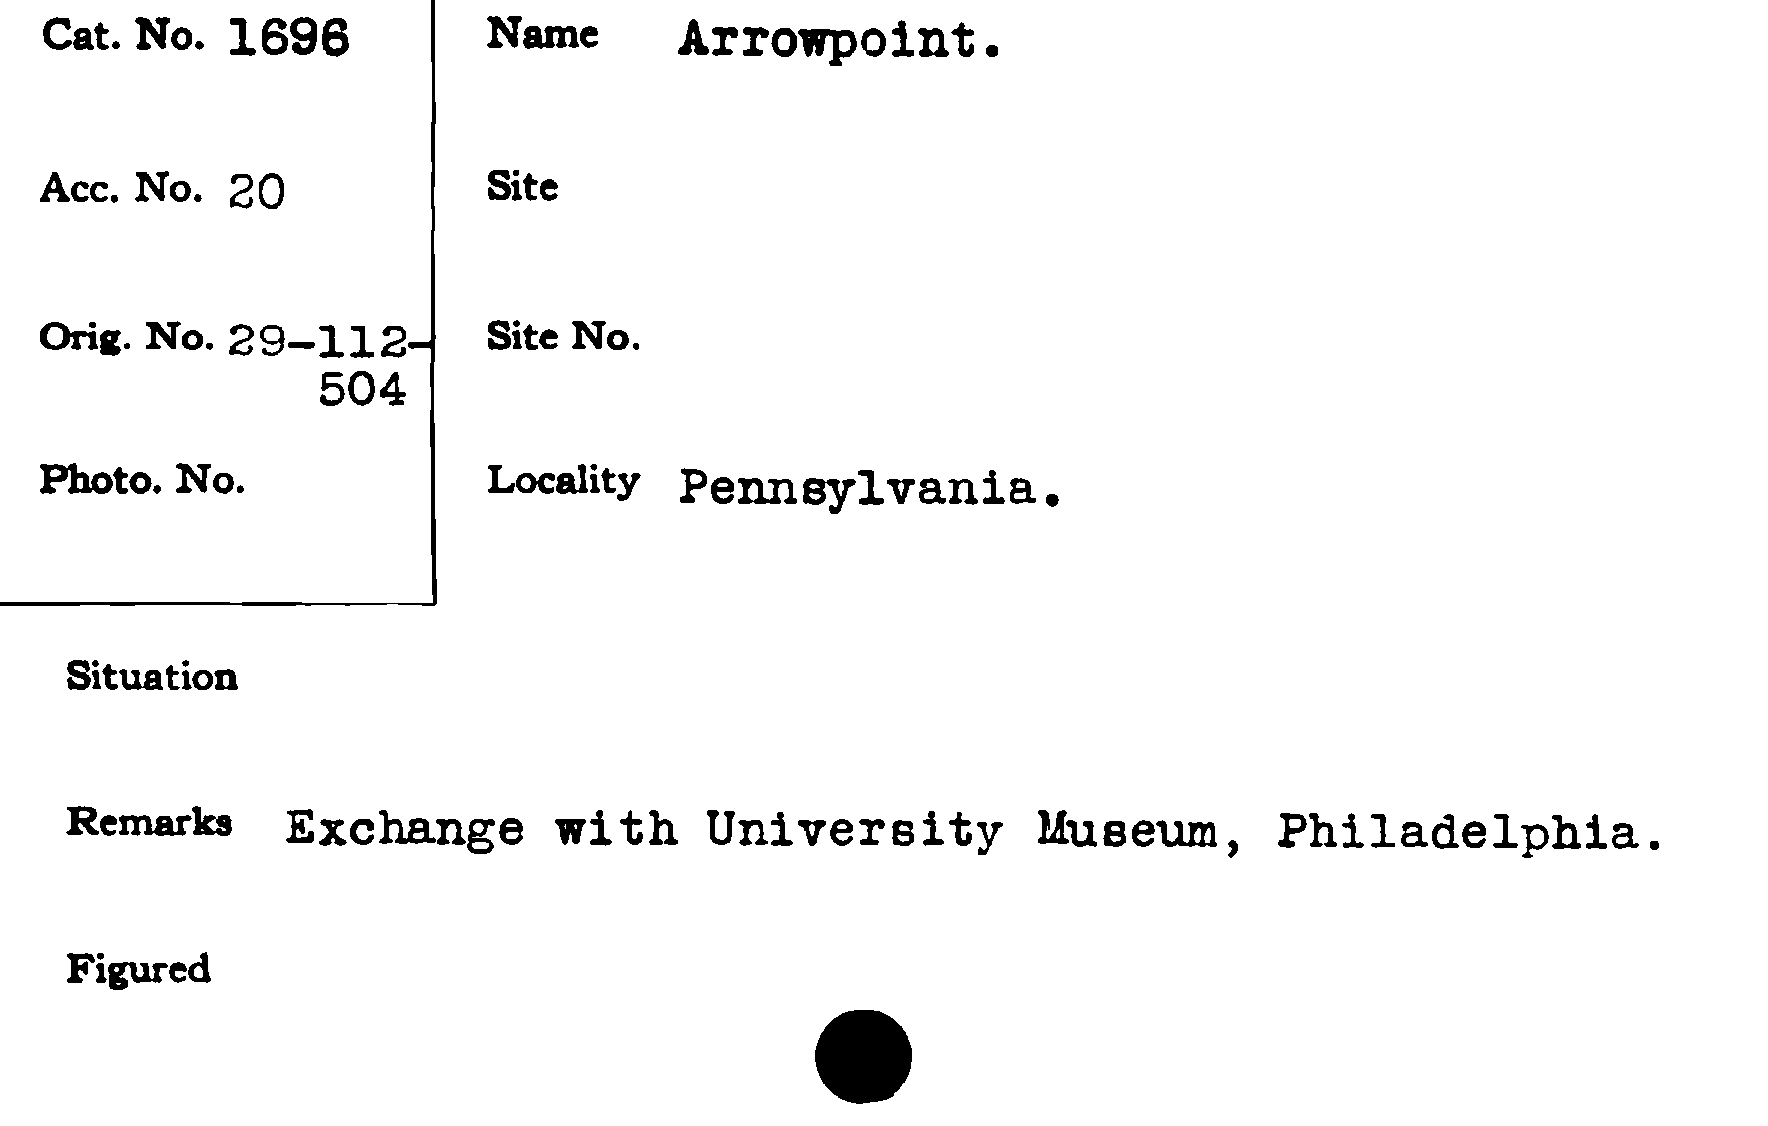 Cat. No. 1696
Name Arrowpoint.
Acc. No. 20
Site
Orig. No. 29-112-
504
Site No.
Photo. No.
Locality Pennsylvania.
Situation
Remarks Exchange with University Museum, Philadelphia.
Figured